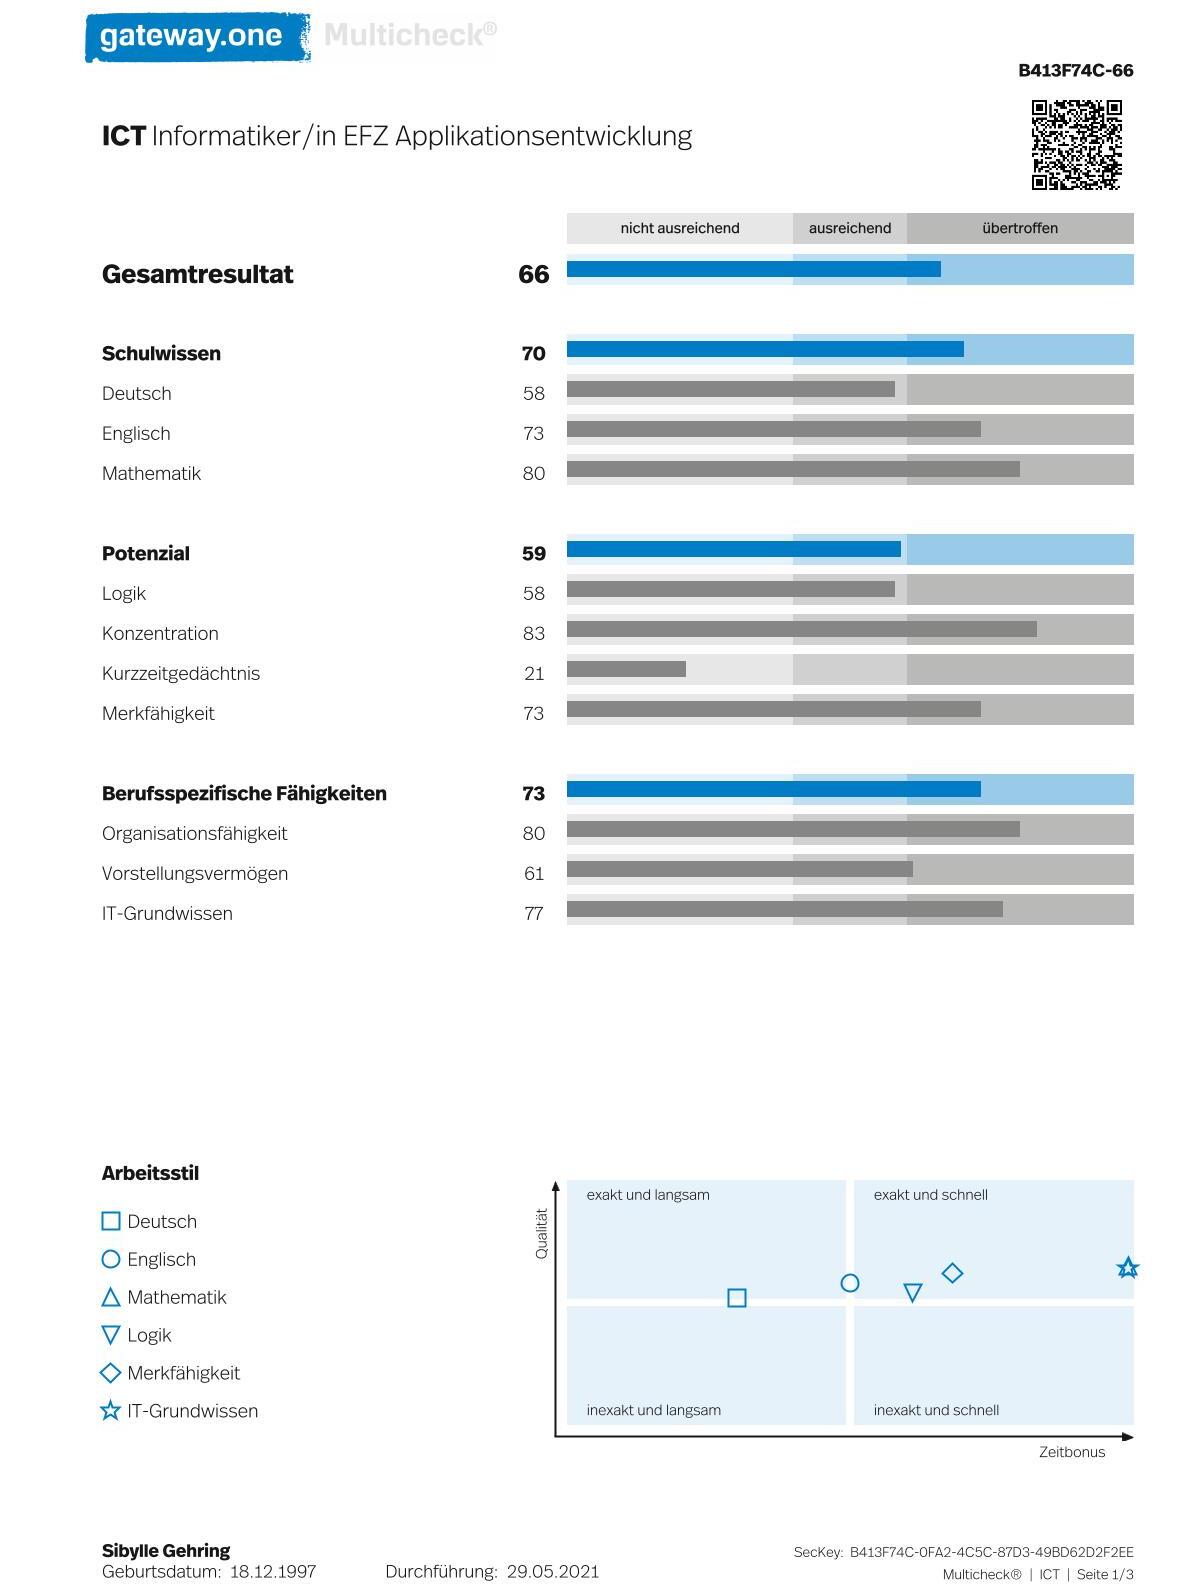 gateway.one Multicheck®
B413F74C-66
ICT Informatiker/in EFZ Applikationsentwicklung
nicht ausreichend ausreichend übertroffen
Gesamtresultat 66
Schulwissen 70
Deutsch 58
Englisch 73
Mathematik 80
Potenzial 59
Logik 58
Konzentration 83
Kurzzeitgedächtnis 21
Merkfähigkeit 73
Berufsspezifische Fähigkeiten 73
Organisationsfähigkeit 80
Vorstellungsvermögen 61
IT-Grundwissen 77
Arbeitsstil
Deutsch
Englisch
Mathematik
Logik
Merkfähigkeit
IT-Grundwissen
Qualität
exakt und langsam exakt und schnell
inexakt und langsam inexakt und schnell
Zeitbonus
Sibylle Gehring
Geburtsdatum: 18.12.1997 Durchführung: 29.05.2021
SecKey: B413F74C-0FA2-4C5C-87D3-49BD62D2F2EE
Multicheck® | ICT | Seite 1/3